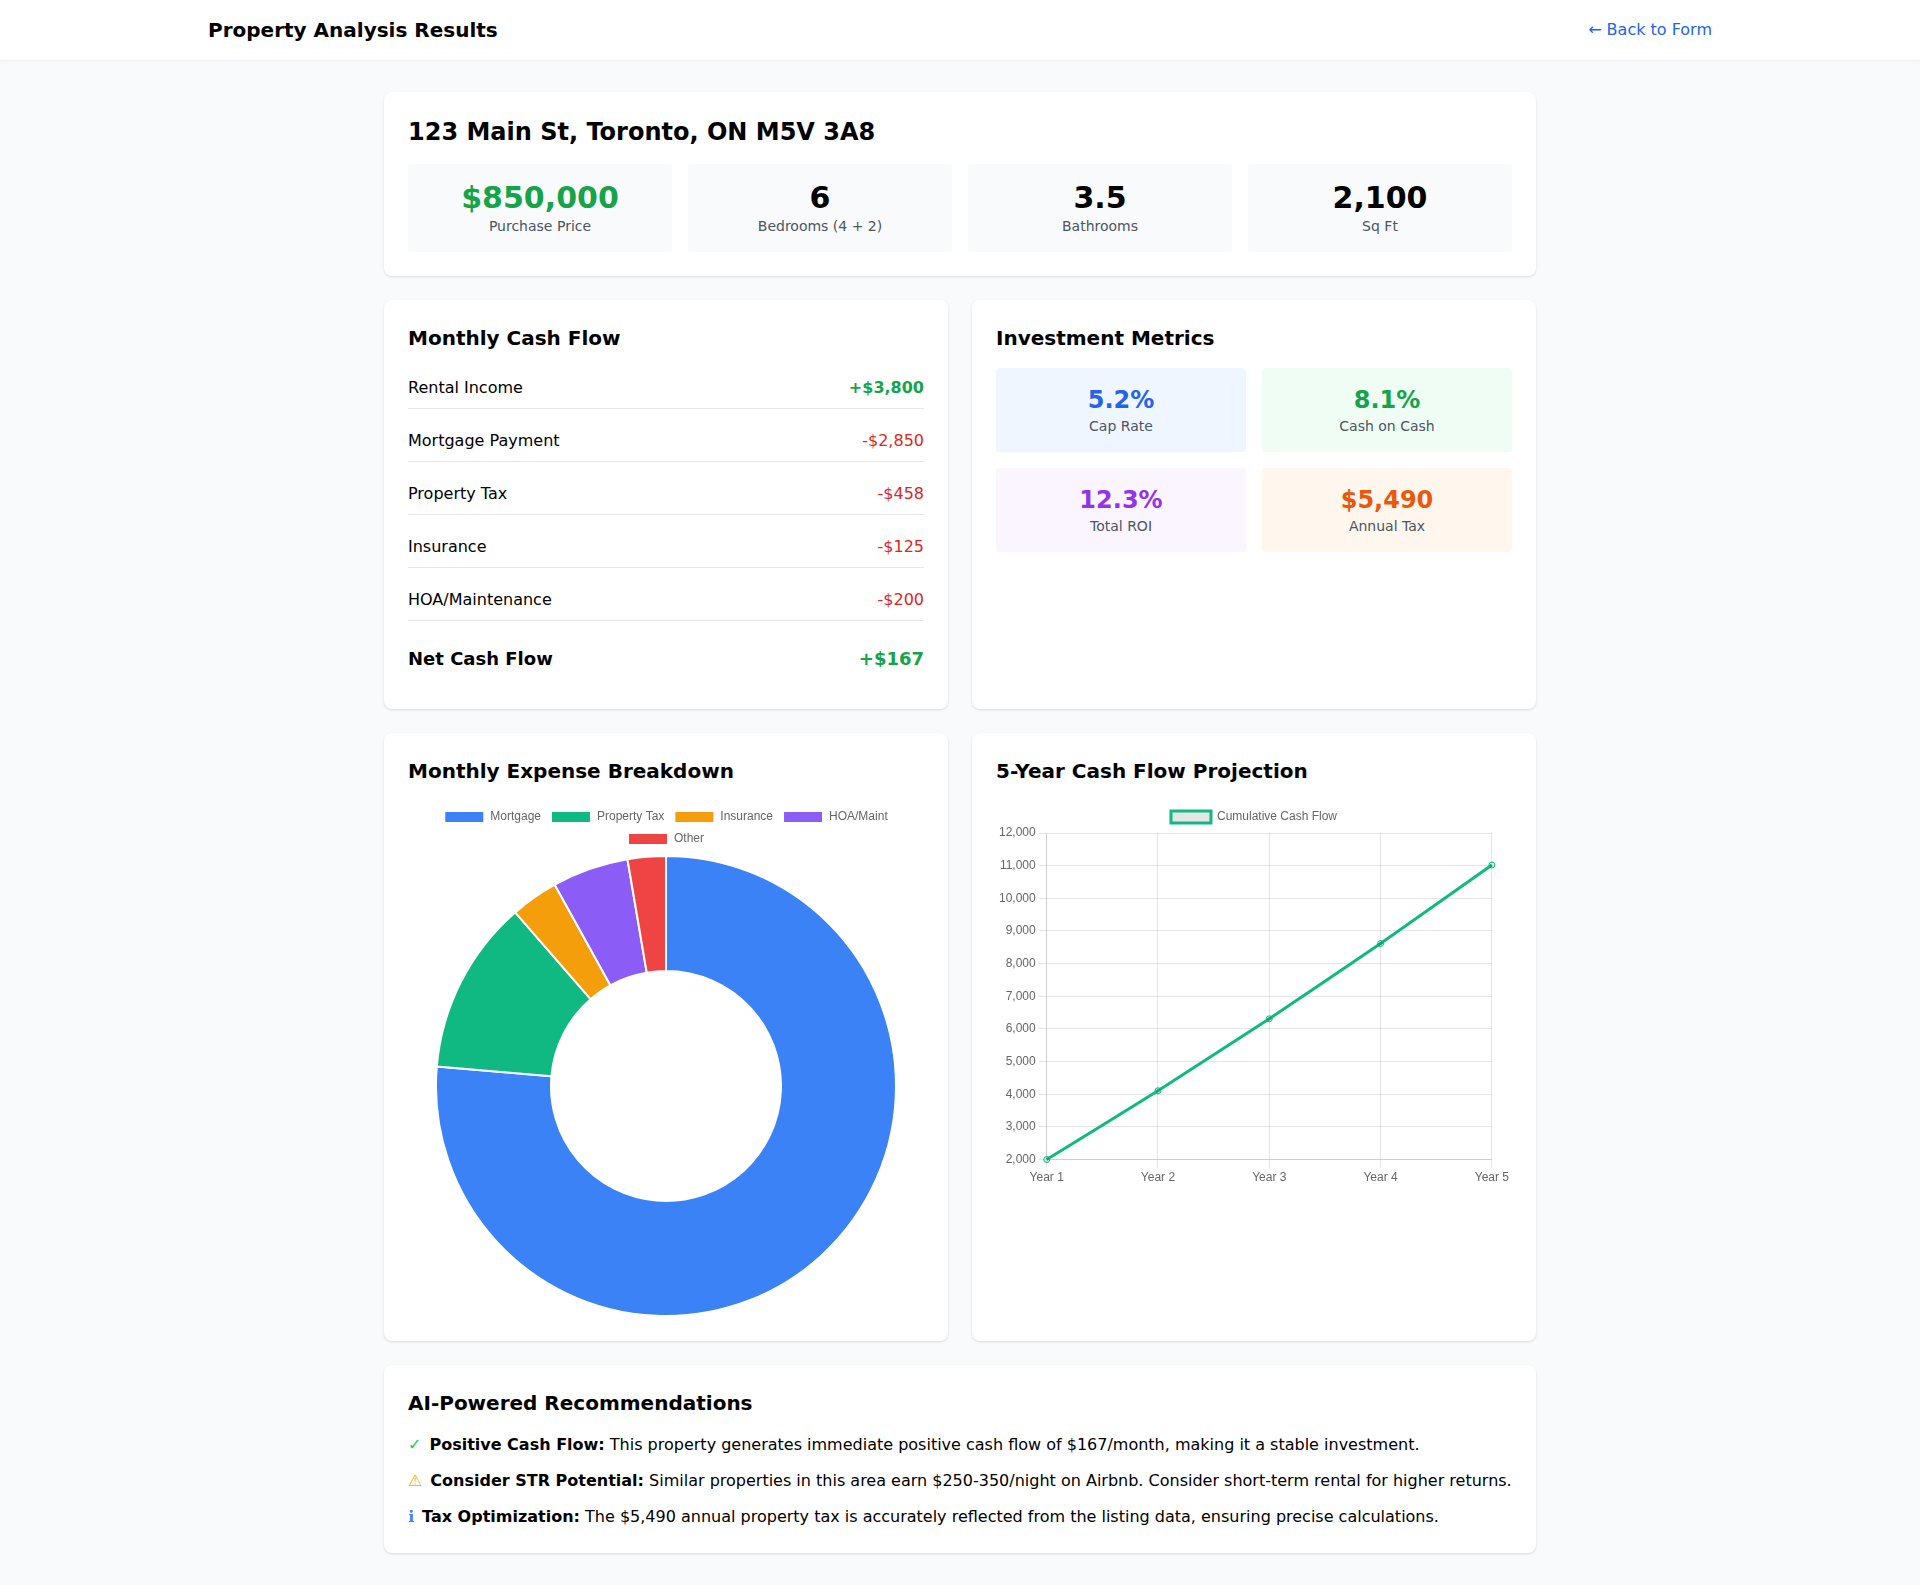 Property Analysis Results
← Back to Form
123 Main St, Toronto, ON M5V 3A8
$850,000
Purchase Price
6
Bedrooms (4 + 2)
3.5
Bathrooms
2,100
Sq Ft
Monthly Cash Flow
Rental Income +$3,800
Mortgage Payment -$2,850
Property Tax -$458
Insurance -$125
HOA/Maintenance -$200
Net Cash Flow +$167
Investment Metrics
5.2%
Cap Rate
8.1%
Cash on Cash
12.3%
Total ROI
$5,490
Annual Tax
Monthly Expense Breakdown
Mortgage Property Tax Insurance HOA/Maint
Other
5-Year Cash Flow Projection
Cumulative Cash Flow
12,000
11,000
10,000
9,000
8,000
7,000
6,000
5,000
4,000
3,000
2,000
Year 1 Year 2 Year 3 Year 4 Year 5
AI-Powered Recommendations
✓ Positive Cash Flow: This property generates immediate positive cash flow of $167/month, making it a stable investment.
⚠ Consider STR Potential: Similar properties in this area earn $250-350/night on Airbnb. Consider short-term rental for higher returns.
ℹ Tax Optimization: The $5,490 annual property tax is accurately reflected from the listing data, ensuring precise calculations.